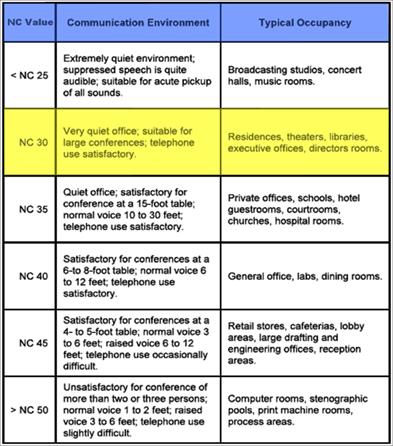 NC Value Communication Environment Typical Occupancy
< NC 25
Extremely quiet environment;
suppressed speech is quite
audible; suitable for acute pickup
of all sounds.
Broadcasting studios, concert
halls, music rooms.
NC 30
Very quiet office; suitable for
large conferences; telephone
use satisfactory.
Residences, theaters, libraries,
executive offices, directors rooms.
NC 35
Quiet office; satisfactory for
conference at a 15-foot table;
normal voice 10 to 30 feet;
telephone use satisfactory.
Private offices, schools, hotel
guestrooms, courtrooms,
churches, hospital rooms.
NC 40
Satisfactory for conferences at a
6-to 8-foot table; normal voice 6
to 12 feet; telephone use
satisfactory.
General office, labs, dining rooms.
NC 45
Satisfactory for conferences at a
4- to 5-foot table; normal voice 3
to 6 feet; raised voice 6 to 12
feet; telephone use occasionally
difficult.
Retail stores, cafeterias, lobby
areas, large drafting and
engineering offices, reception
areas.
> NC 50
Unsatisfactory for conference of
more than two or three persons;
normal voice 1 to 2 feet; raised
voice 3 to 6 feet; telephone use
slightly difficult.
Computer rooms, stenographic
pools, print machine rooms,
process areas.